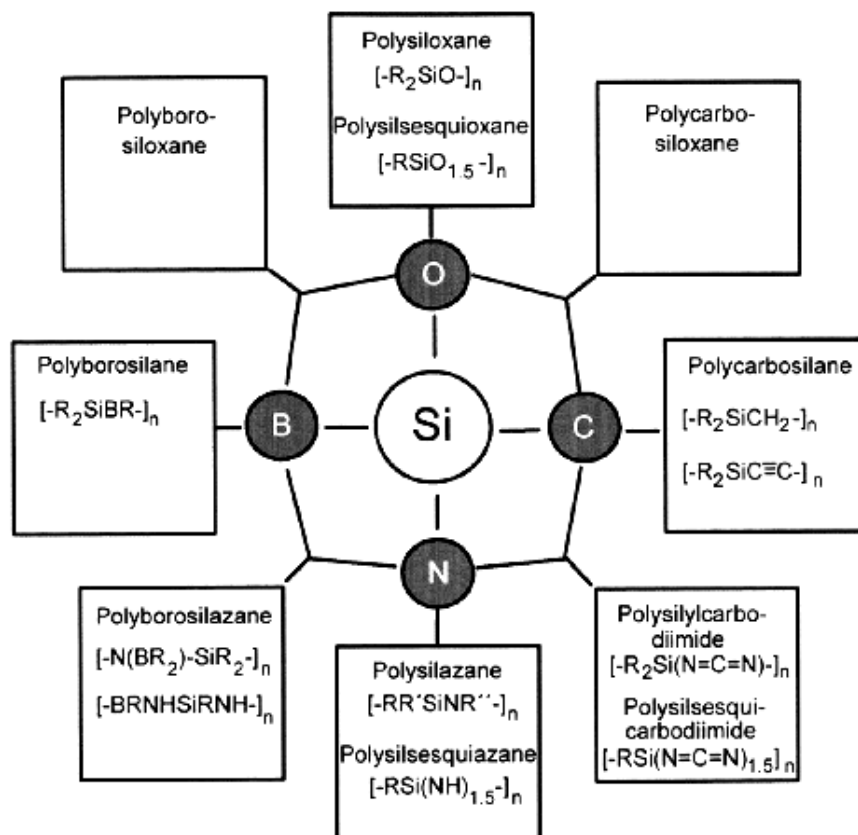 Polysiloxane
[-R₂SiO-]ₙ
Polysilsesquioxane
[-RSiO₁.₅-]ₙ
Polyboro-
siloxane
Polycarbo-
siloxane
O
Polyborosilane
[-R₂SiBR-]ₙ
B
Si
C
Polycarbosilane
[-R₂SiCH₂-]ₙ
[-R₂SiC≡C-]ₙ
N
Polyborosilazane
[-N(BR₂)-SiR₂-]ₙ
[-BRNHSiRNH-]ₙ
Polysilazane
[-RR´SiNR´´-]ₙ
Polysilsesquiazane
[-RSi(NH)₁.₅-]ₙ
Polysilylcarbo-
diimide
[-R₂Si(N=C=N)-]ₙ
Polysilsesqui-
carbodiimide
[-RSi(N=C=N)₁.₅]ₙ